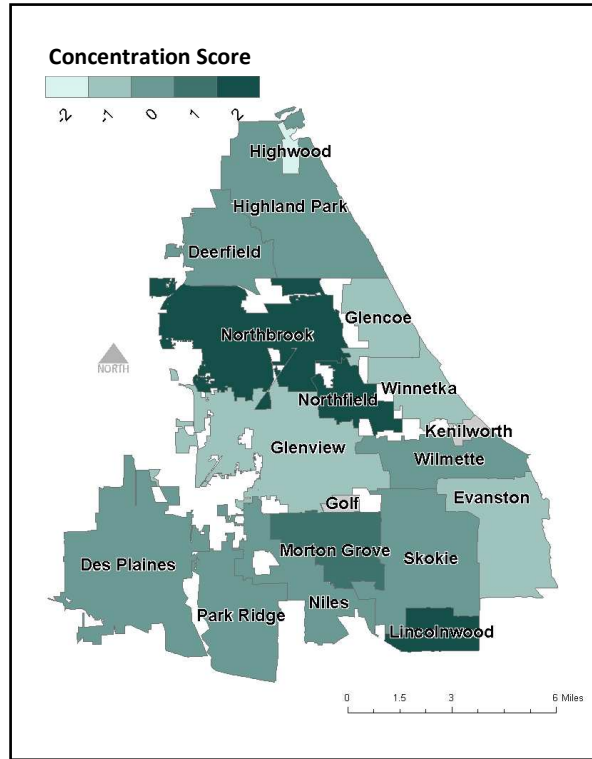 Concentration Score
-2
-1
0
1
2
Highwood
Highland Park
Deerfield
Glencoe
Northbrook
NORTH
Winnetka
Northfield
Kenilworth
Glenview
Wilmette
Evanston
Golf
Morton Grove
Skokie
Des Plaines
Niles
Park Ridge
Lincolnwood
0 1.5 3 6 Miles